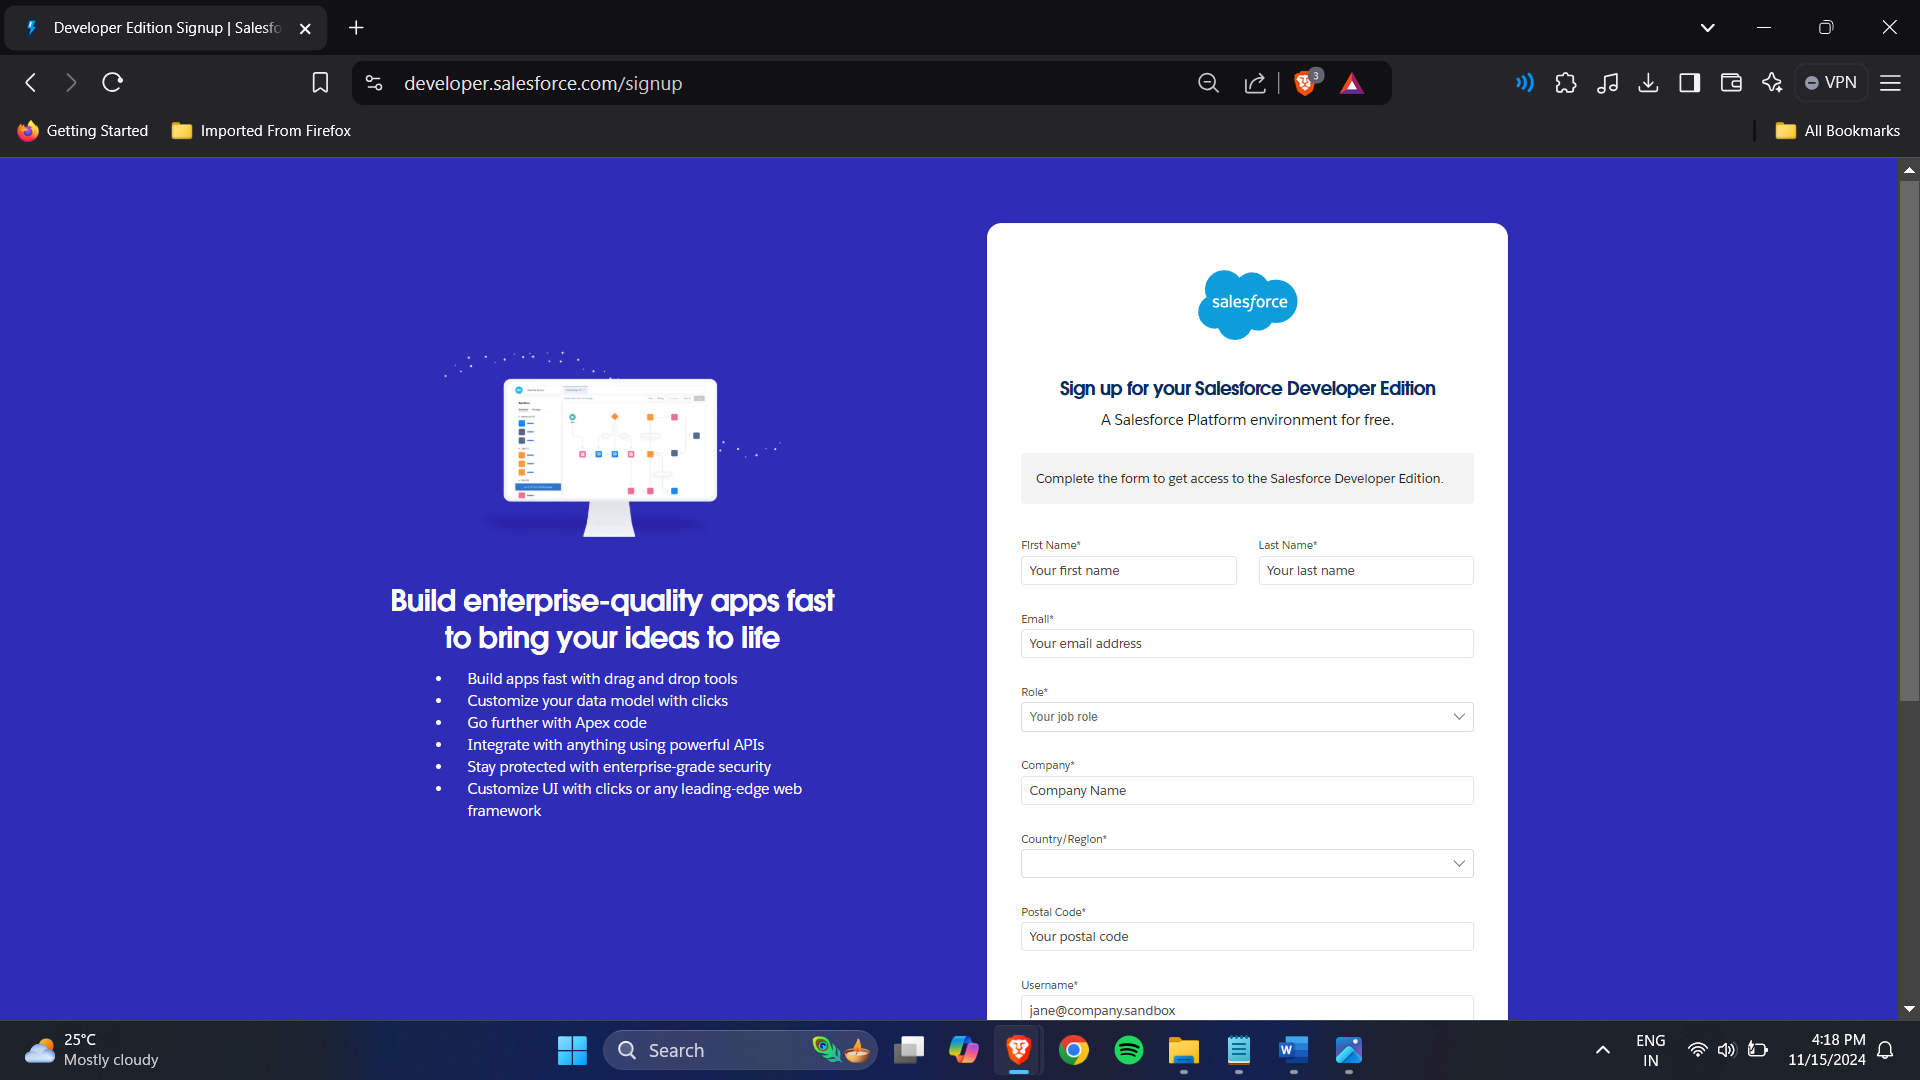 Developer Edition Signup | Salesfo
developer.salesforce.com/signup
3
VPN
Getting Started
Imported From Firefox
All Bookmarks
salesforce
Sign up for your Salesforce Developer Edition
A Salesforce Platform environment for free.
Complete the form to get access to the Salesforce Developer Edition.
First Name*
Last Name*
Your first name
Your last name
Email*
Your email address
Role*
Your job role
Company*
Company Name
Country/Region*
Postal Code*
Your postal code
Username*
jane@company.sandbox
Build enterprise-quality apps fast
to bring your ideas to life
• Build apps fast with drag and drop tools
• Customize your data model with clicks
• Go further with Apex code
• Integrate with anything using powerful APIs
• Stay protected with enterprise-grade security
• Customize UI with clicks or any leading-edge web
framework
25°C
Mostly cloudy
Search
W
ENG
IN
4:18 PM
11/15/2024